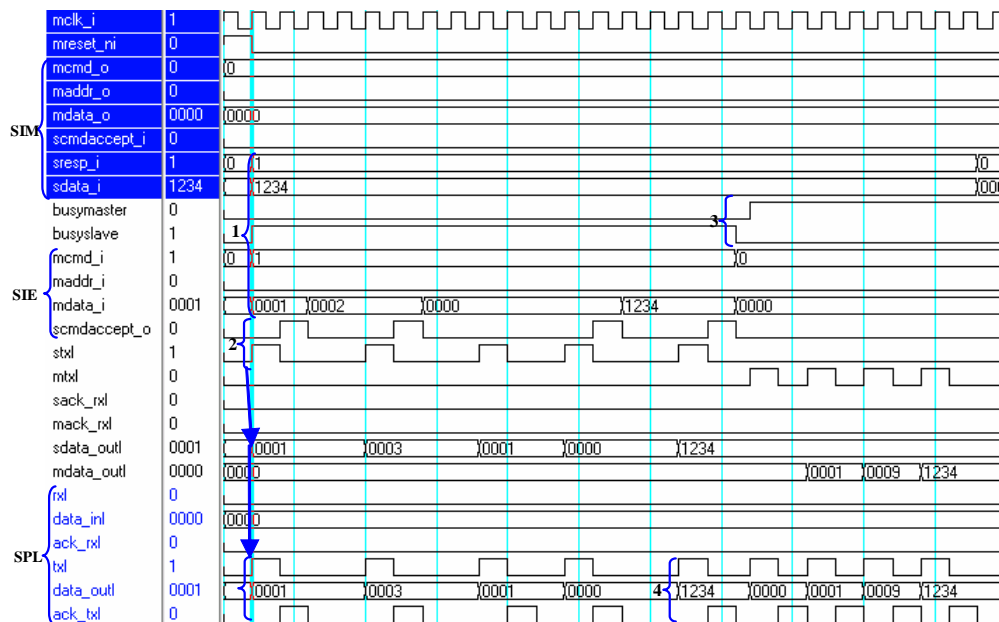 mclk_i 1
mreset_ni 0
mcmd_o 0 0
maddr_o 0
mdata_o 0000 0000
SIM
scmdaccept_i 0
sresp_i 1 0 1 0
sdata_i 1234 1234 000
busymaster 0 3
busyslave 1 1
mcmd_i 1 0 1 0
maddr_i 0
SIE
mdata_i 0001 0001 0002 0000 1234 0000
scmdaccept_o 0
2
stxl 1
mtxl 0
sack_rxl 0
mack_rxl 0
sdata_outl 0001 0001 0003 0001 0000 1234
mdata_outl 0000 0000 0001 0009 1234
rxl 0
data_inl 0000 0000
ack_rxl 0
SPL
txl 1
data_outl 0001 0001 0003 0001 0000 4 1234 0000 0001 0009 1234
ack_txl 0